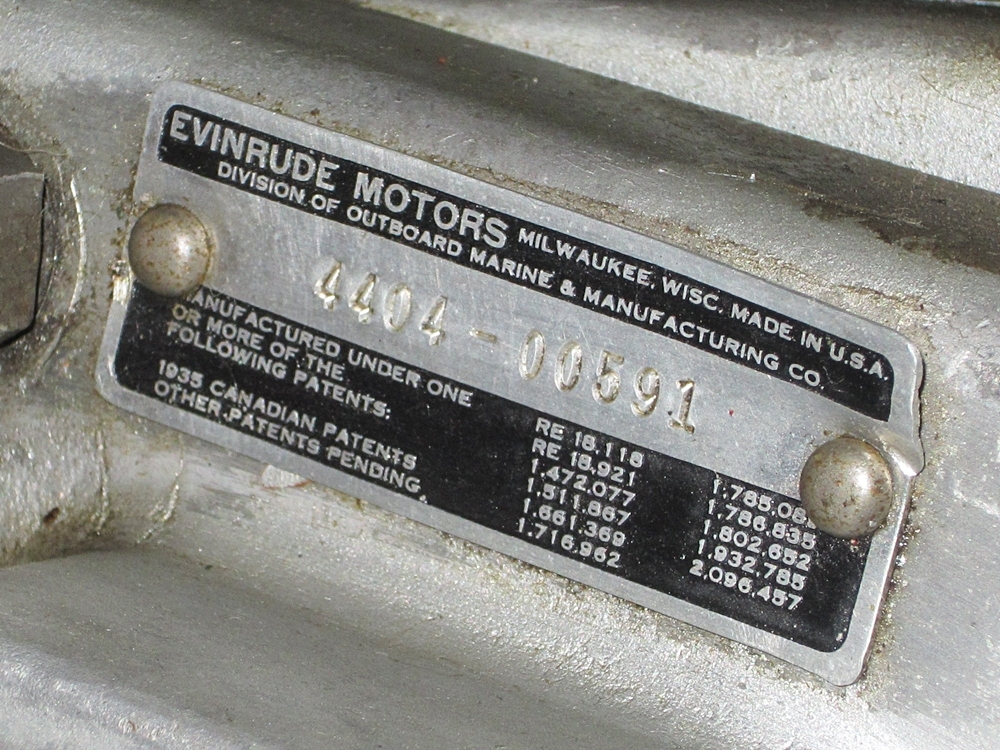 EVINRUDE MOTORS MILWAUKEE, WISC. MADE IN U.S.A.
DIVISION OF OUTBOARD MARINE & MANUFACTURING CO.
4404-00591
MANUFACTURED UNDER ONE
OR MORE OF THE
FOLLOWING PATENTS:
1935 CANADIAN PATENTS
OTHER PATENTS PENDING.
RE 18,118
RE 18,921
1,472,077
1,511,867
1,661,369
1,716,962
1,786,835
1,802,652
1,932,785
2,096,457